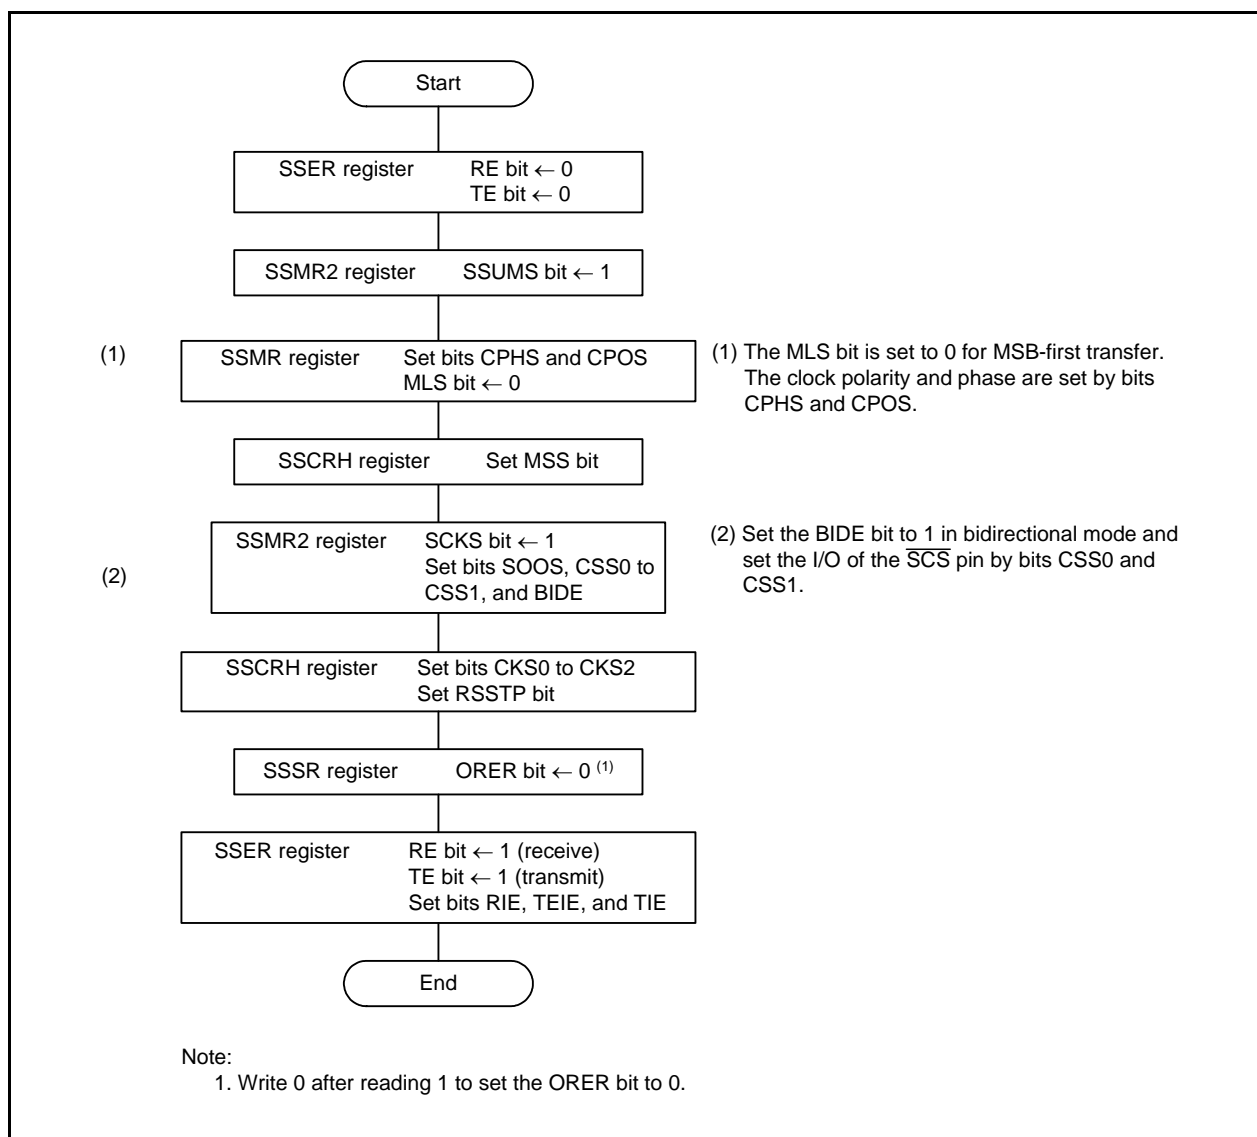 Start
SSER register RE bit ← 0
TE bit ← 0
SSMR2 register SSUMS bit ← 1
(1)
SSMR register Set bits CPHS and CPOS
MLS bit ← 0
(1) The MLS bit is set to 0 for MSB-first transfer.
The clock polarity and phase are set by bits
CPHS and CPOS.
SSCRH register Set MSS bit
(2)
SSMR2 register SCKS bit ← 1
Set bits SOOS, CSS0 to
CSS1, and BIDE
(2) Set the BIDE bit to 1 in bidirectional mode and
set the I/O of the S̅C̅S̅ pin by bits CSS0 and
CSS1.
SSCRH register Set bits CKS0 to CKS2
Set RSSTP bit
SSSR register ORER bit ← 0 (1)
SSER register RE bit ← 1 (receive)
TE bit ← 1 (transmit)
Set bits RIE, TEIE, and TIE
End
Note:
1. Write 0 after reading 1 to set the ORER bit to 0.